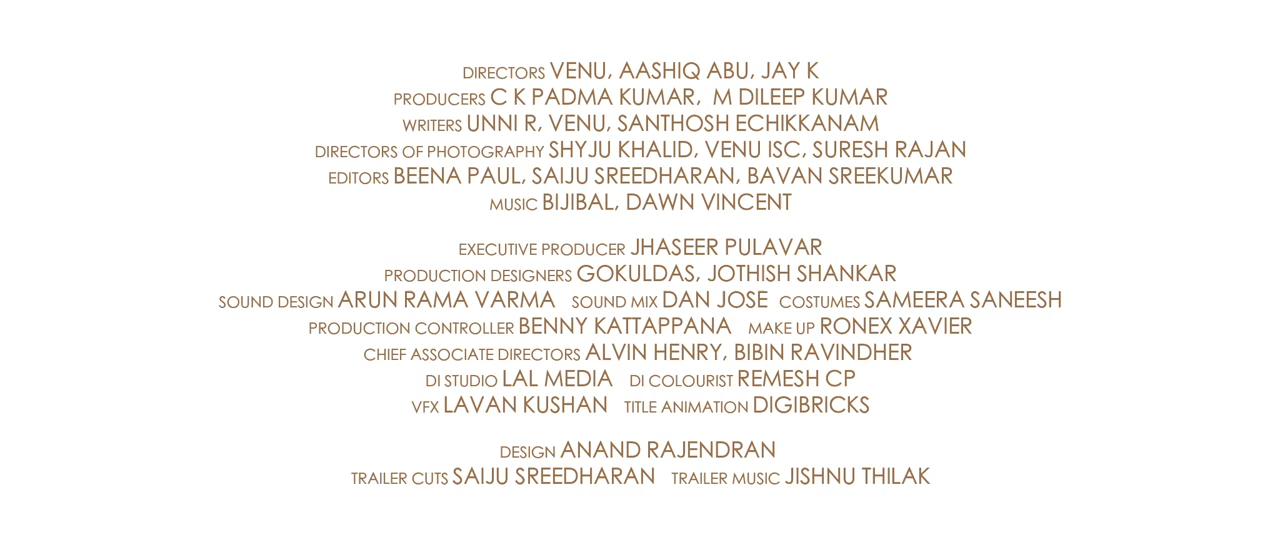 DIRECTORS VENU, AASHIQ ABU, JAY K
PRODUCERS C K PADMA KUMAR, M DILEEP KUMAR
WRITERS UNNI R, VENU, SANTHOSH ECHIKKANAM
DIRECTORS OF PHOTOGRAPHY SHYJU KHALID, VENU ISC, SURESH RAJAN
EDITORS BEENA PAUL, SAIJU SREEDHARAN, BAVAN SREEKUMAR
MUSIC BIJIBAL, DAWN VINCENT
EXECUTIVE PRODUCER JHASEER PULAVAR
PRODUCTION DESIGNERS GOKULDAS, JOTHISH SHANKAR
SOUND DESIGN ARUN RAMA VARMA SOUND MIX DAN JOSE COSTUMES SAMEERA SANEESH
PRODUCTION CONTROLLER BENNY KATTAPPANA MAKE UP RONEX XAVIER
CHIEF ASSOCIATE DIRECTORS ALVIN HENRY, BIBIN RAVINDHER
DI STUDIO LAL MEDIA DI COLOURIST REMESH CP
VFX LAVAN KUSHAN TITLE ANIMATION DIGIBRICKS
DESIGN ANAND RAJENDRAN
TRAILER CUTS SAIJU SREEDHARAN TRAILER MUSIC JISHNU THILAK